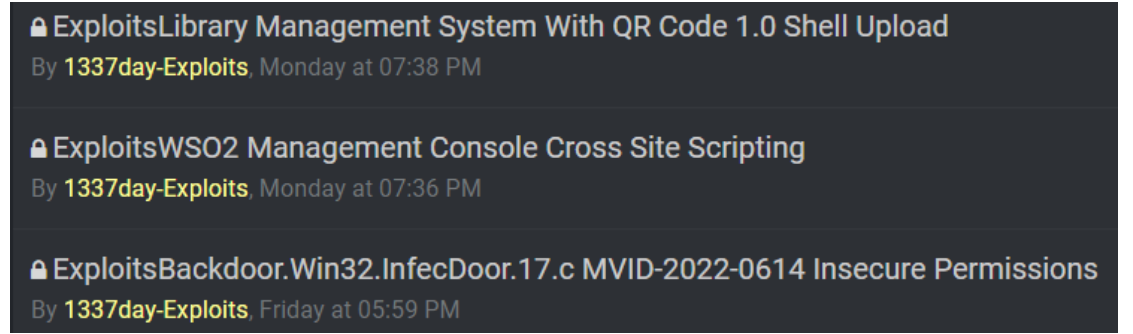 ExploitsLibrary Management System With QR Code 1.0 Shell Upload
By 1337day-Exploits, Monday at 07:38 PM
ExploitsWSO2 Management Console Cross Site Scripting
By 1337day-Exploits, Monday at 07:36 PM
ExploitsBackdoor.Win32.InfecDoor.17.c MVID-2022-0614 Insecure Permissions
By 1337day-Exploits, Friday at 05:59 PM